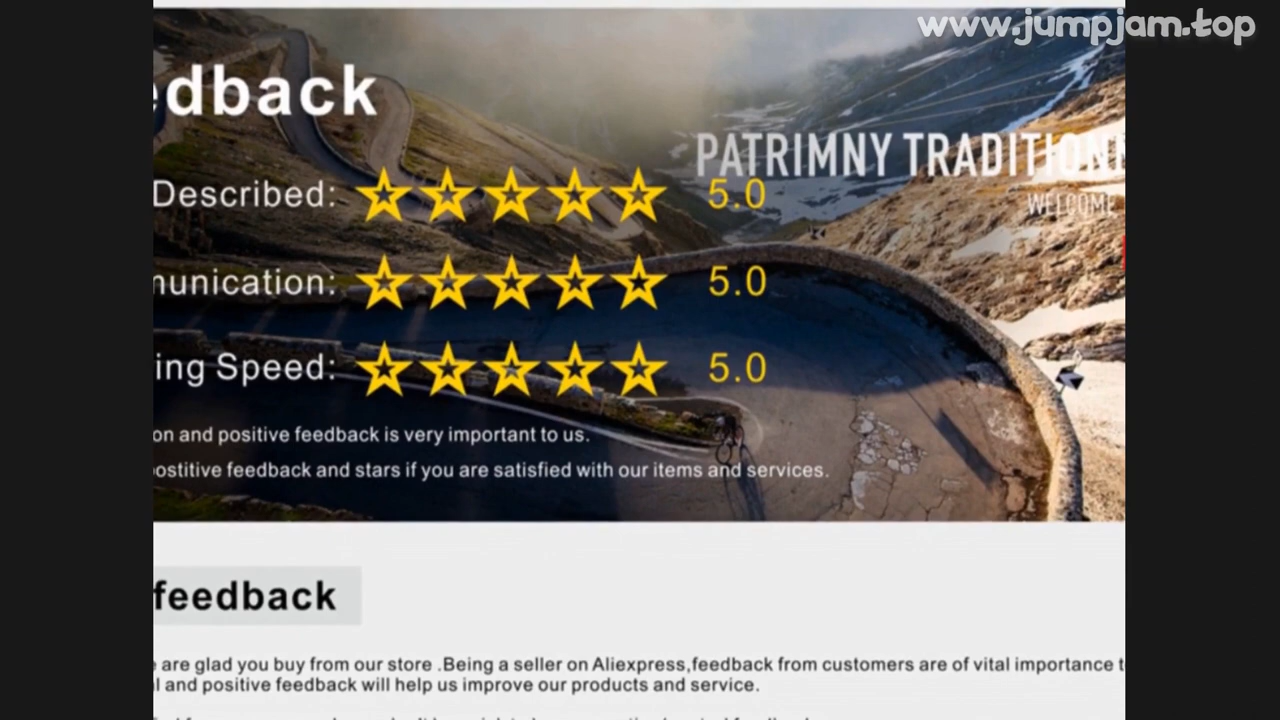 www.jumpjam.top
edback
PATRIMNY TRADITION
WELCOME
Described: 5.0
munication: 5.0
ing Speed: 5.0
on and positive feedback is very important to us.
postitive feedback and stars if you are satisfied with our items and services.
feedback
are glad you buy from our store .Being a seller on Aliexpress,feedback from customers are of vital importance t
l and positive feedback will help us improve our products and service.